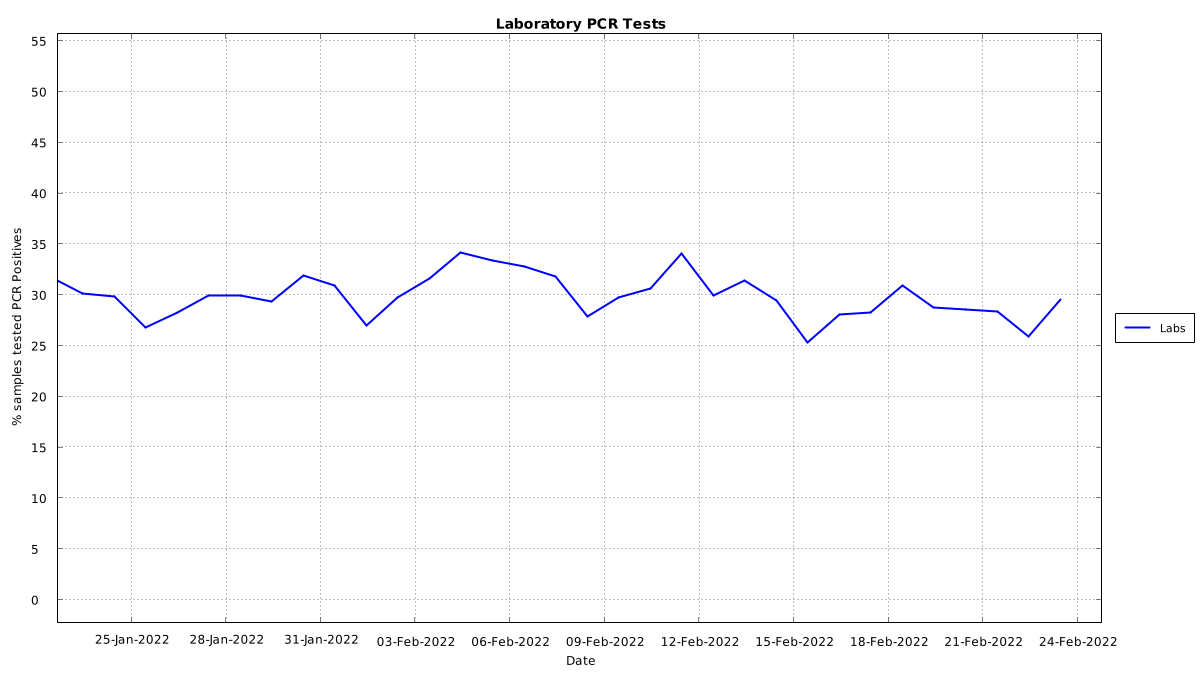 Laboratory PCR Tests
55
50
45
40
35
30
25
20
15
10
5
0
% samples tested PCR Positives
25-Jan-2022 28-Jan-2022 31-Jan-2022 03-Feb-2022 06-Feb-2022 09-Feb-2022 12-Feb-2022 15-Feb-2022 18-Feb-2022 21-Feb-2022 24-Feb-2022
Date
Labs